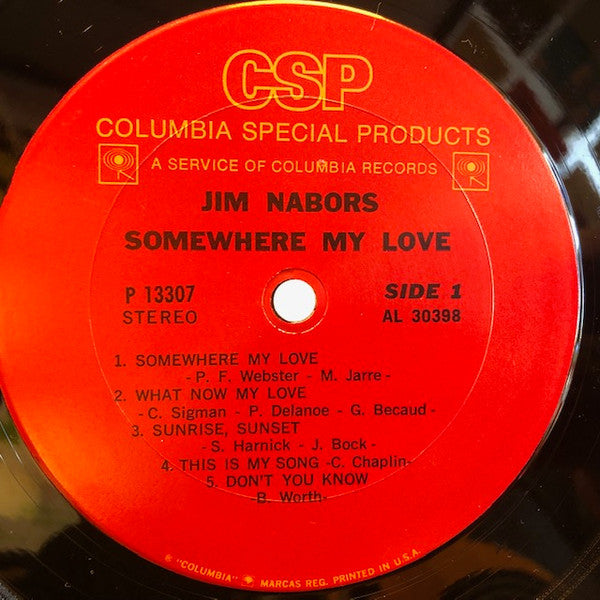 CSP
COLUMBIA SPECIAL PRODUCTS
A SERVICE OF COLUMBIA RECORDS
JIM NABORS
SOMEWHERE MY LOVE
P 13307 SIDE 1
STEREO AL 30398
1. SOMEWHERE MY LOVE
- P. F. Webster - M. Jarre -
2. WHAT NOW MY LOVE
- C. Sigman - P. Delanoe - G. Becaud -
3. SUNRISE, SUNSET
- S. Harnick - J. Bock -
4. THIS IS MY SONG -C. Chaplin-
5. DON'T YOU KNOW
B. Worth-
® "COLUMBIA" MARCAS REG. PRINTED IN U.S.A.